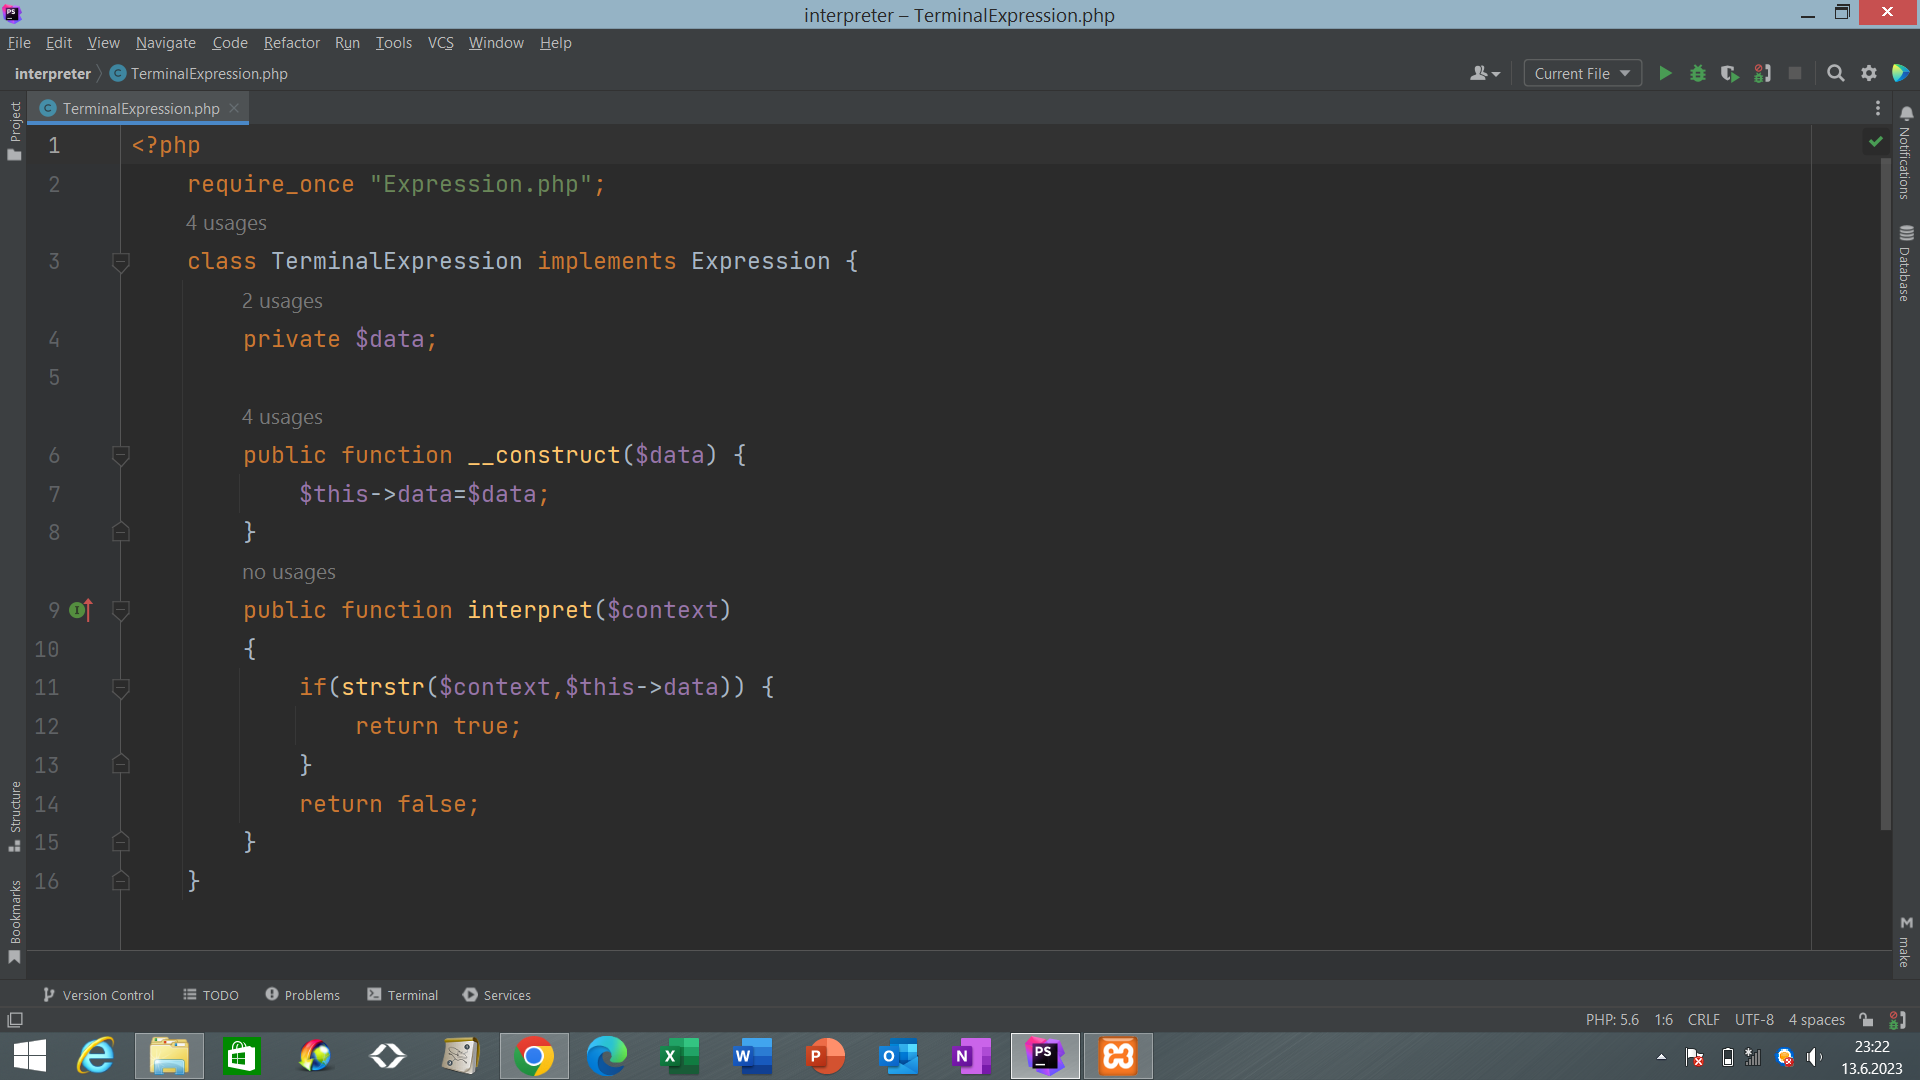 interpreter – TerminalExpression.php
File Edit View Navigate Code Refactor Run Tools VCS Window Help
interpreter TerminalExpression.php Current File
TerminalExpression.php
Project
Structure
Bookmarks
1 <?php
2 require_once "Expression.php";
4 usages
3 class TerminalExpression implements Expression {
2 usages
4 private $data;
5
4 usages
6 public function __construct($data) {
7 $this->data=$data;
8 }
no usages
9 public function interpret($context)
10 {
11 if(strstr($context,$this->data)) {
12 return true;
13 }
14 return false;
15 }
16 }
Notifications
Database
make
Version Control TODO Problems Terminal Services
PHP: 5.6 1:6 CRLF UTF-8 4 spaces
23:22
13.6.2023